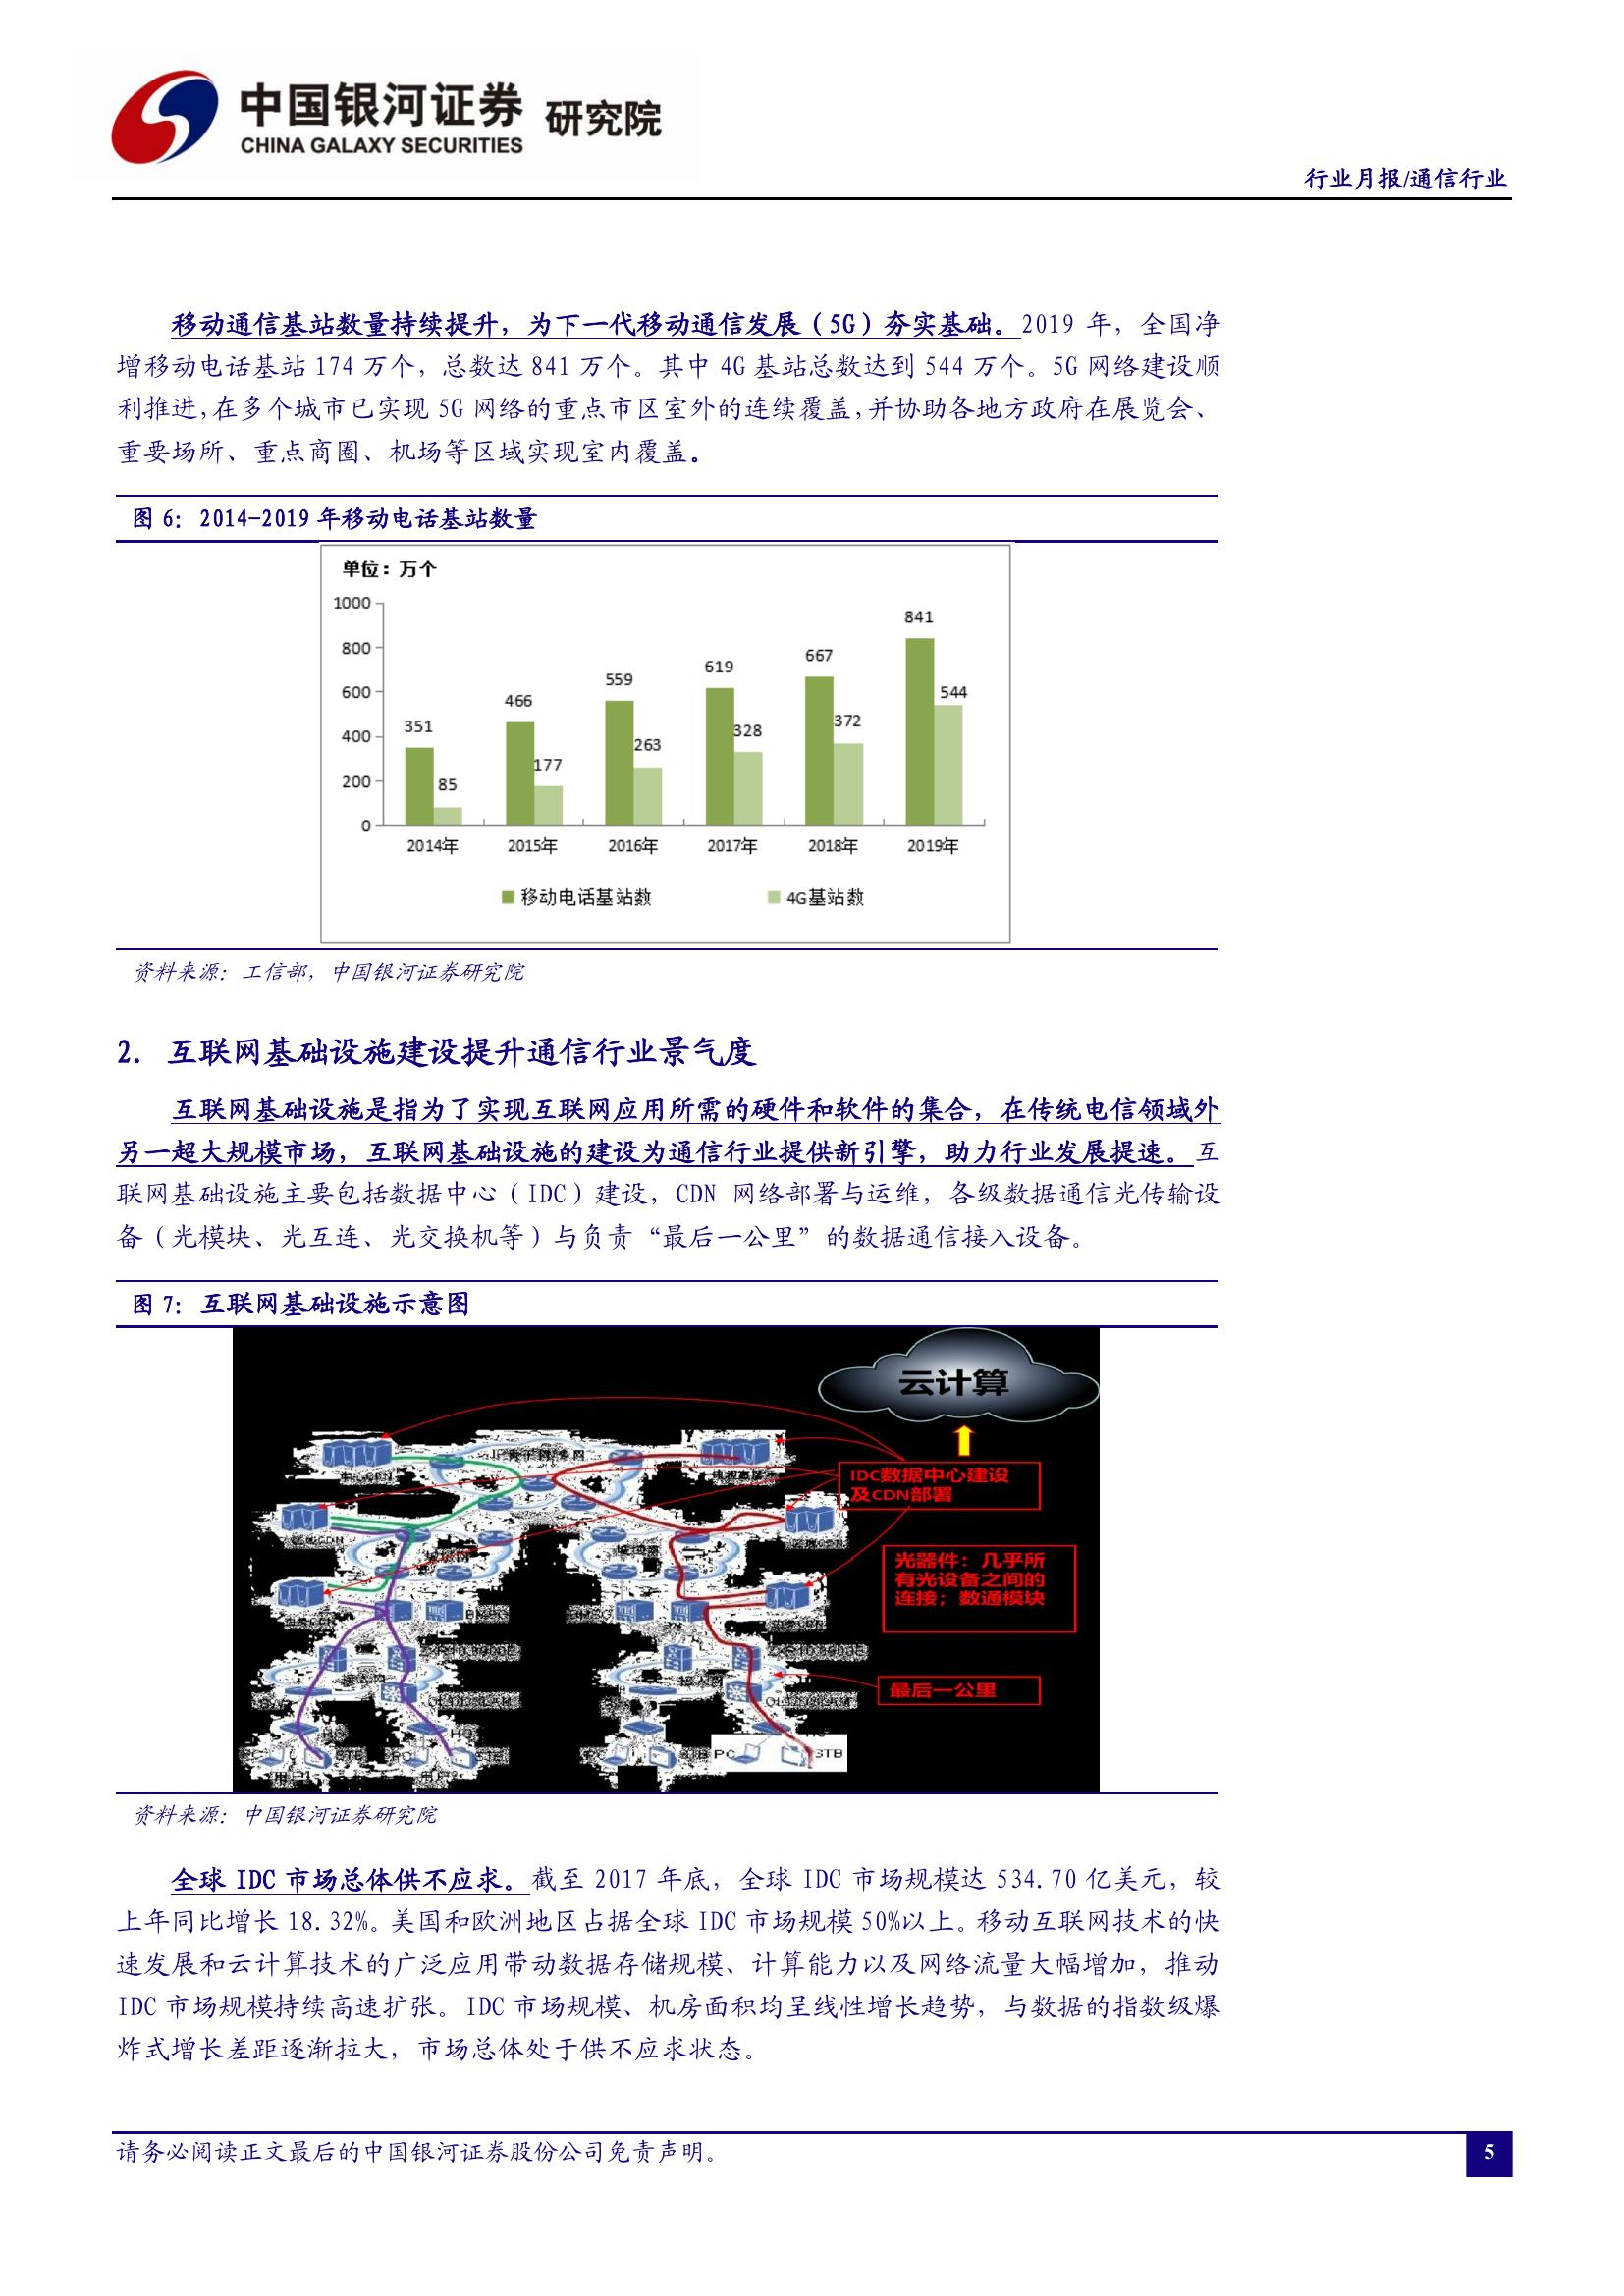 中国银河证券 研究院
CHINA GALAXY SECURITIES
行业月报/通信行业
移动通信基站数量持续提升，为下一代移动通信发展（5G）夯实基础。2019 年，全国净
增移动电话基站 174 万个，总数达 841 万个。其中 4G 基站总数达到 544 万个。5G 网络建设顺
利推进，在多个城市已实现 5G 网络的重点市区室外的连续覆盖，并协助各地方政府在展览会、
重要场所、重点商圈、机场等区域实现室内覆盖。
图 6：2014-2019 年移动电话基站数量
单位：万个
1000
800
600
400
200
0
351
85
466
177
559
263
619
328
667
372
841
544
2014年 2015年 2016年 2017年 2018年 2019年
移动电话基站数 4G基站数
资料来源：工信部，中国银河证券研究院
2. 互联网基础设施建设提升通信行业景气度
互联网基础设施是指为了实现互联网应用所需的硬件和软件的集合，在传统电信领域外
另一超大规模市场，互联网基础设施的建设为通信行业提供新引擎，助力行业发展提速。互
联网基础设施主要包括数据中心（IDC）建设，CDN 网络部署与运维，各级数据通信光传输设
备（光模块、光互连、光交换机等）与负责“最后一公里”的数据通信接入设备。
图 7：互联网基础设施示意图
云计算
IDC数据中心建设
及CDN部署
光器件：几乎所
有光设备之间的
连接；数通模块
最后一公里
PC STB
资料来源：中国银河证券研究院
全球 IDC 市场总体供不应求。截至 2017 年底，全球 IDC 市场规模达 534.70 亿美元，较
上年同比增长 18.32%。美国和欧洲地区占据全球 IDC 市场规模 50%以上。移动互联网技术的快
速发展和云计算技术的广泛应用带动数据存储规模、计算能力以及网络流量大幅增加，推动
IDC 市场规模持续高速扩张。IDC 市场规模、机房面积均呈线性增长趋势，与数据的指数级爆
炸式增长差距逐渐拉大，市场总体处于供不应求状态。
请务必阅读正文最后的中国银河证券股份公司免责声明。
5